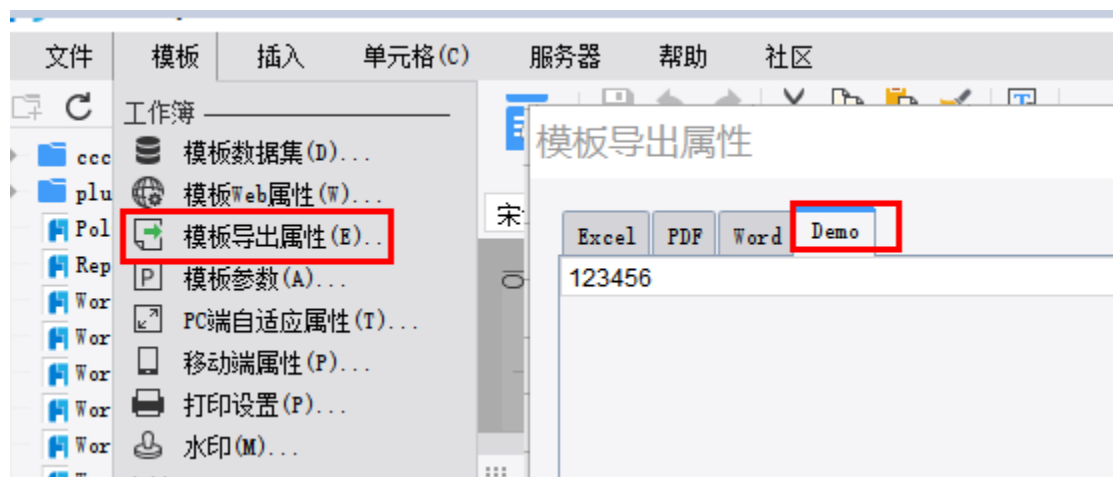 文件 模板 插入 单元格(C) 服务器 帮助 社区
工作簿
模板数据集(D)...
模板Web属性(W)...
模板导出属性(E)..
模板参数(A)...
PC端自适应属性(T)...
移动端属性(P)...
打印设置(P)...
水印(M)...
ccc
plu
Pol
Rep
Wor
Wor
Wor
Wor
Wor
宋
模板导出属性
Excel PDF Word Demo
123456